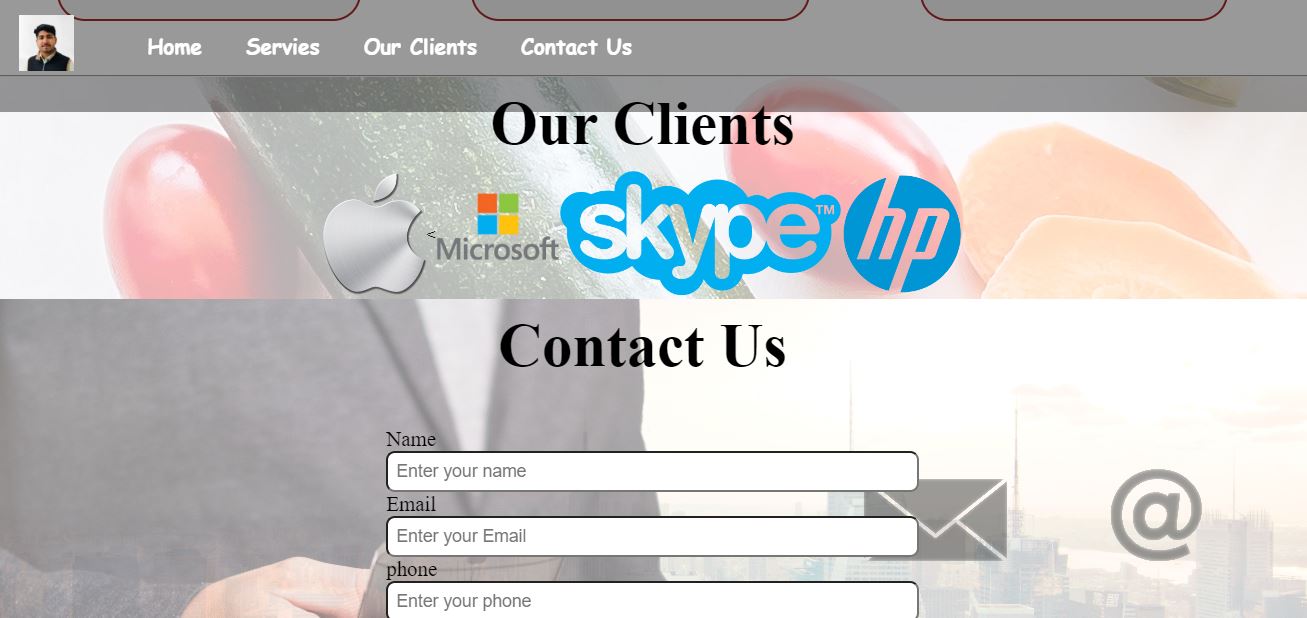 Home Servies Our Clients Contact Us
Our Clients
< Microsoft skype™ hp
Contact Us
Name
Enter your name
Email
Enter your Email
@
phone
Enter your phone